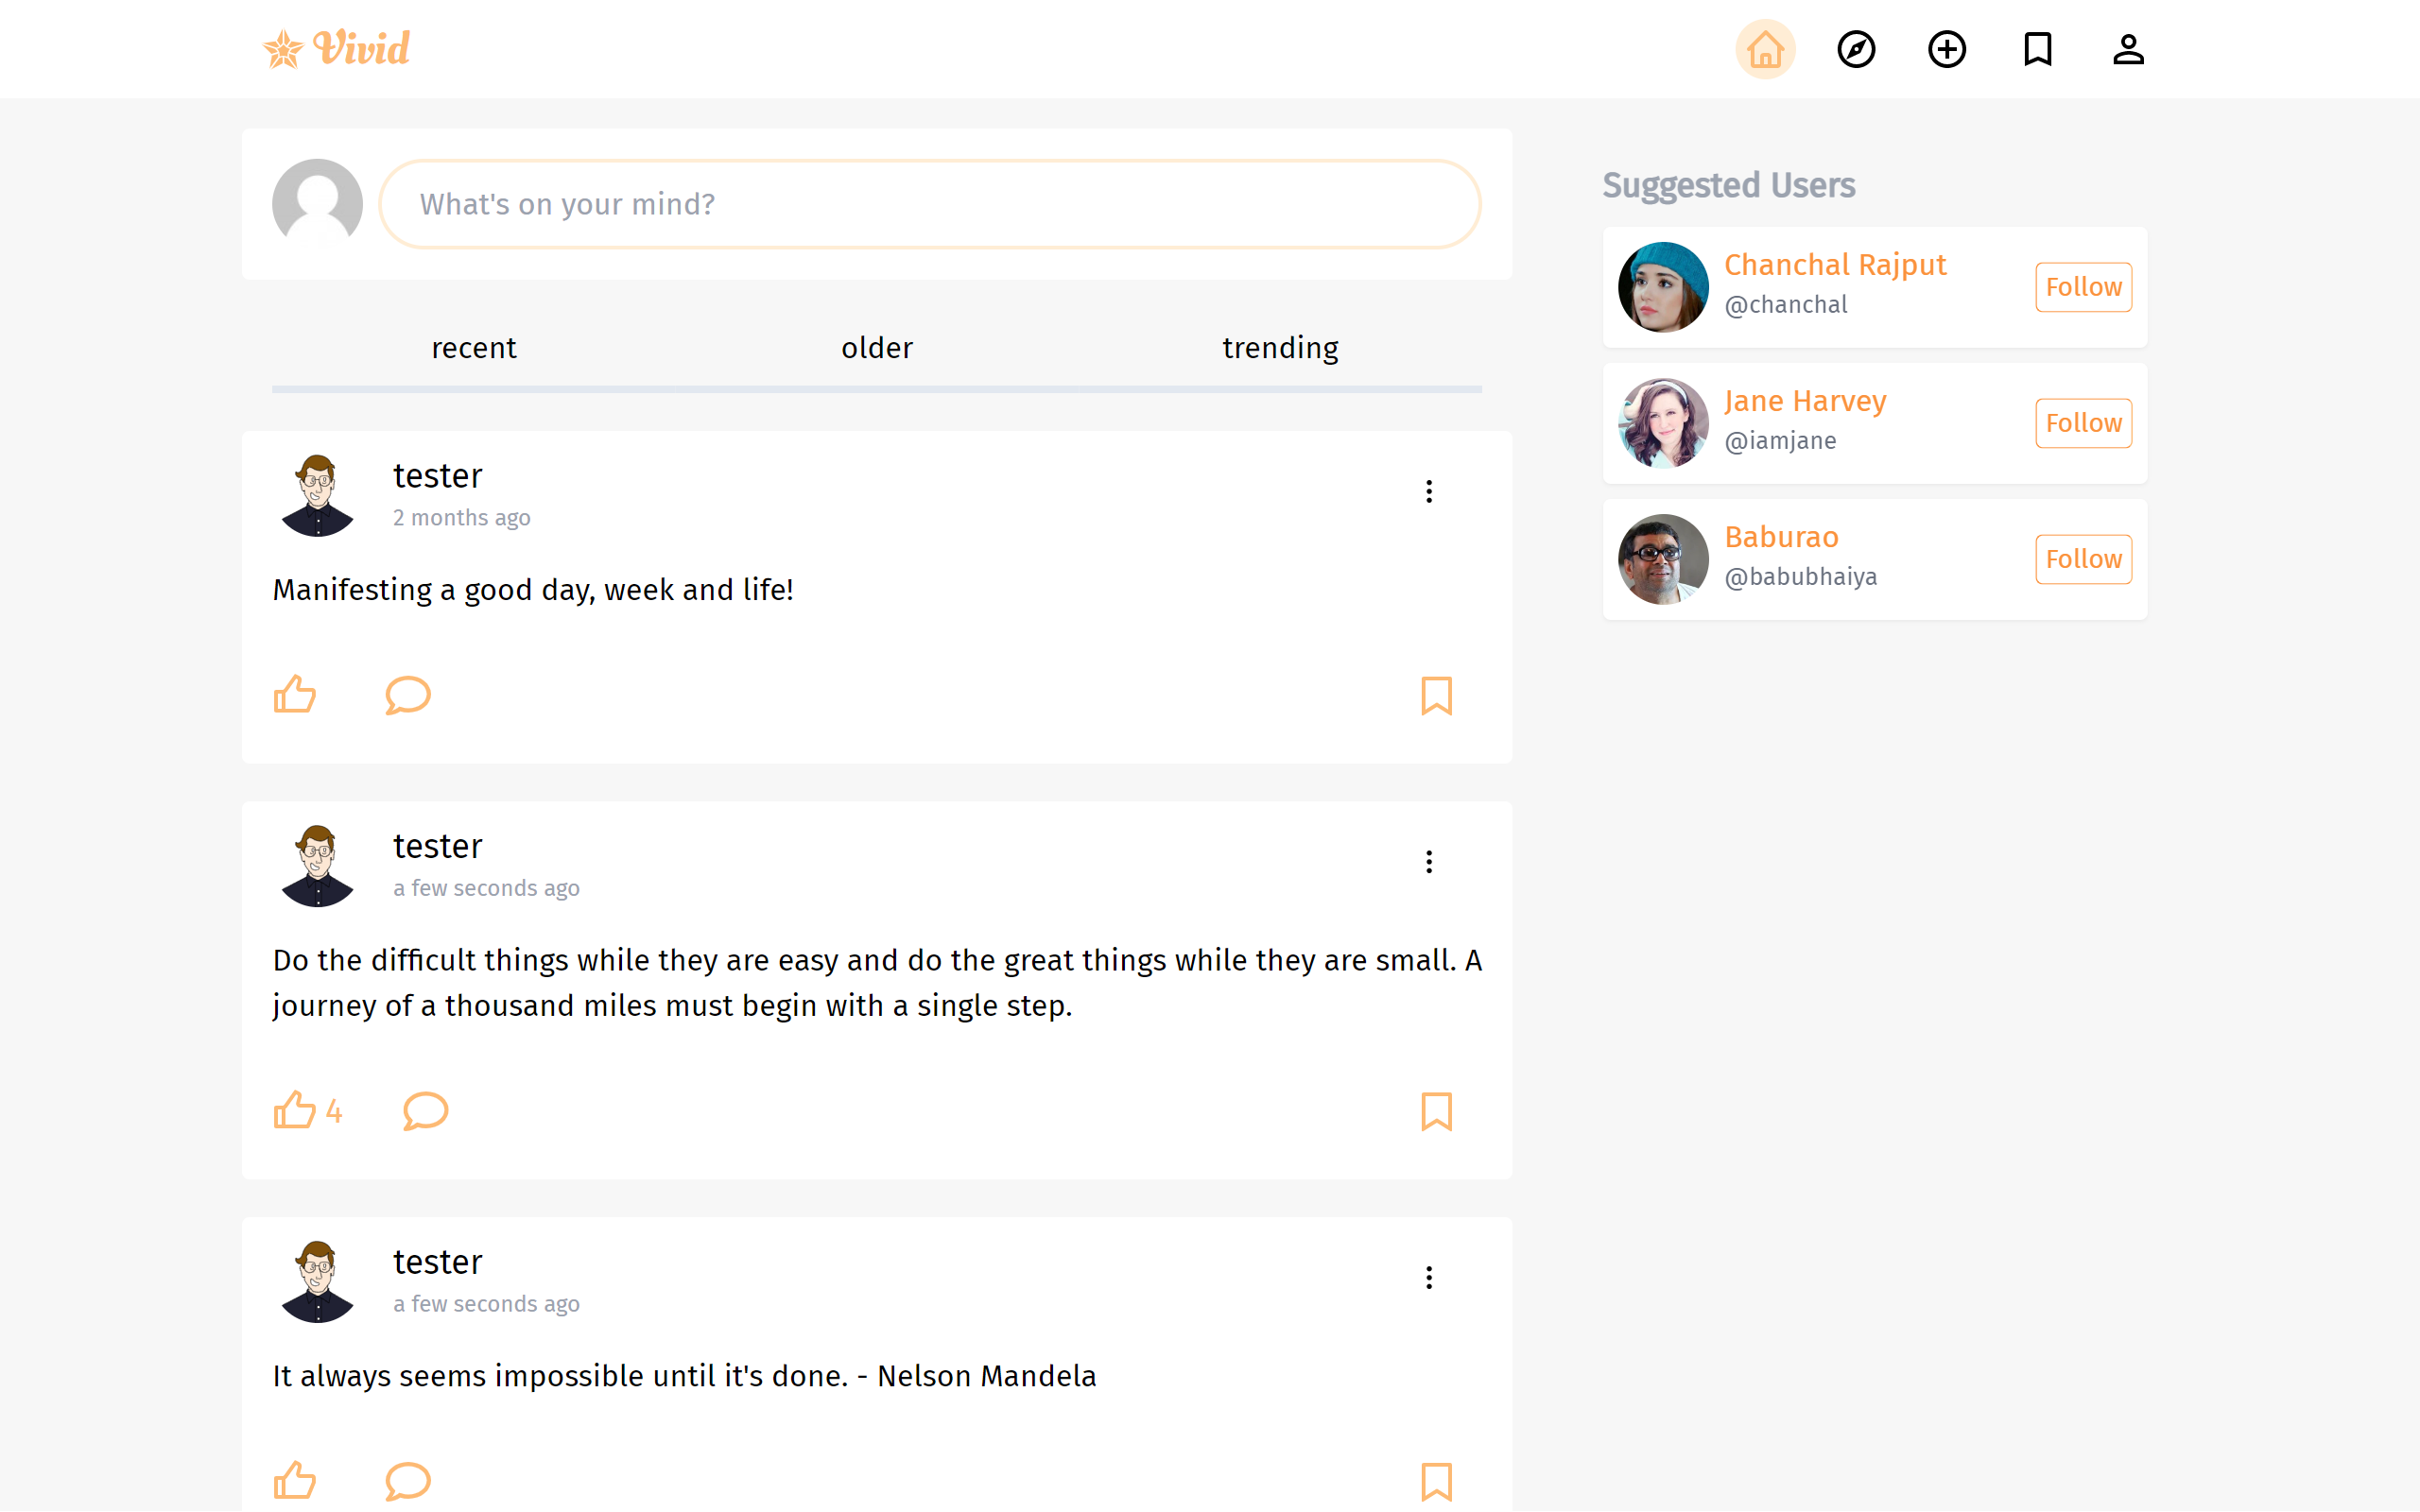 Vivid
What's on your mind?
recent older trending
tester
2 months ago
Manifesting a good day, week and life!
tester
a few seconds ago
Do the difficult things while they are easy and do the great things while they are small. A
journey of a thousand miles must begin with a single step.
4
tester
a few seconds ago
It always seems impossible until it's done. - Nelson Mandela
Suggested Users
Chanchal Rajput
@chanchal
Follow
Jane Harvey
@iamjane
Follow
Baburao
@babubhaiya
Follow